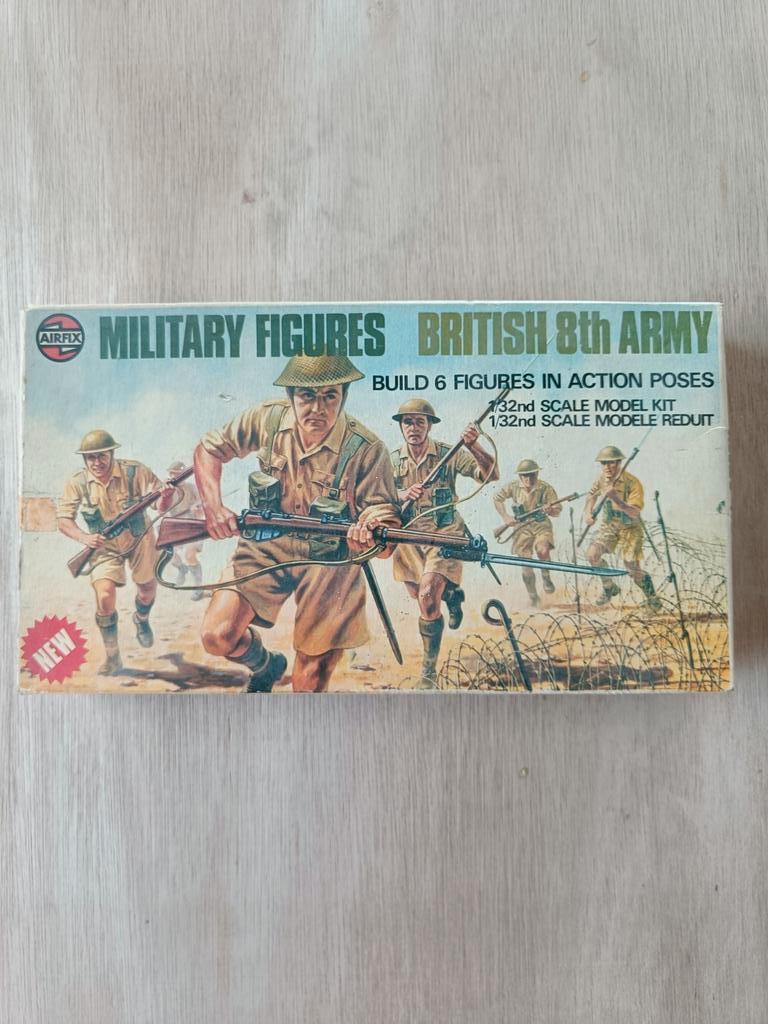 AIRFIX
MILITARY FIGURES BRITISH 8th ARMY
BUILD 6 FIGURES IN ACTION POSES
1/32nd SCALE MODEL KIT
1/32nd SCALE MODELE REDUIT
NEW